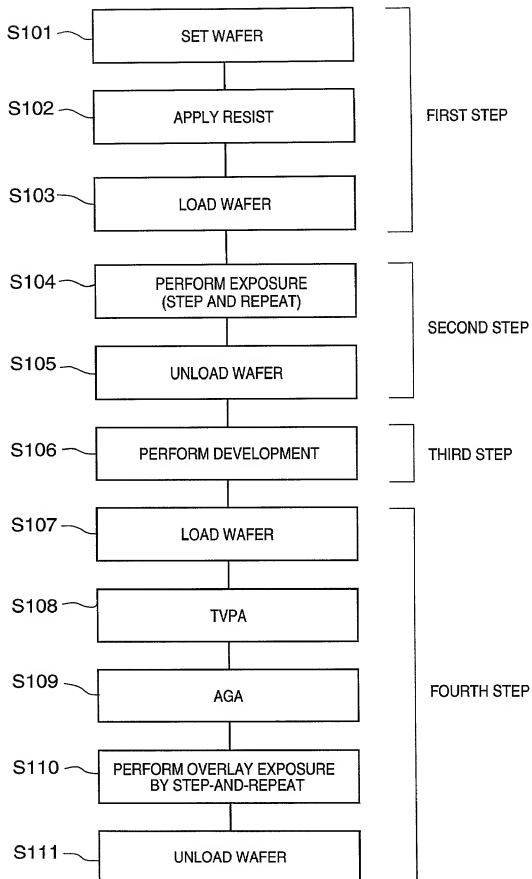 S101
SET WAFER
S102
APPLY RESIST
FIRST STEP
S103
LOAD WAFER
S104
PERFORM EXPOSURE
(STEP AND REPEAT)
SECOND STEP
S105
UNLOAD WAFER
S106
PERFORM DEVELOPMENT
THIRD STEP
S107
LOAD WAFER
S108
TVPA
S109
AGA
FOURTH STEP
S110
PERFORM OVERLAY EXPOSURE
BY STEP-AND-REPEAT
S111
UNLOAD WAFER